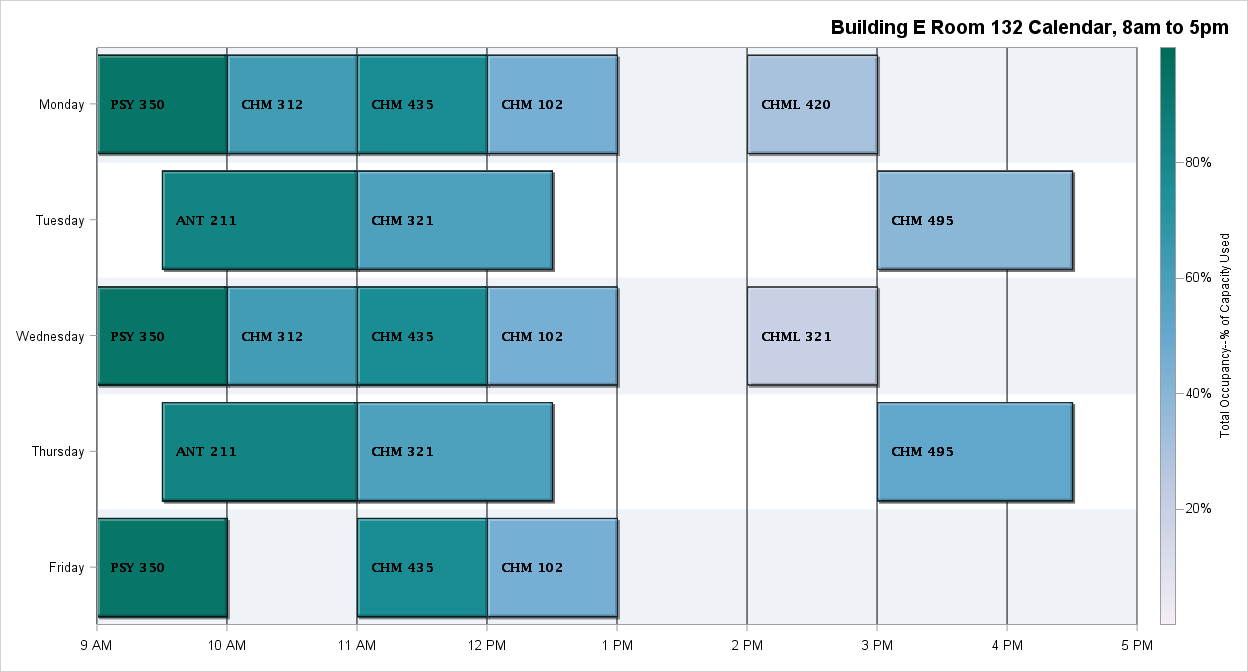 Building E Room 132 Calendar, 8am to 5pm
Monday
PSY 350
CHM 312
CHM 435
CHM 102
CHML 420
Tuesday
ANT 211
CHM 321
CHM 495
Wednesday
PSY 350
CHM 312
CHM 435
CHM 102
CHML 321
Thursday
ANT 211
CHM 321
CHM 495
Friday
PSY 350
CHM 435
CHM 102
9 AM
10 AM
11 AM
12 PM
1 PM
2 PM
3 PM
4 PM
5 PM
80%
60%
40%
20%
Total Occupancy--% of Capacity Used